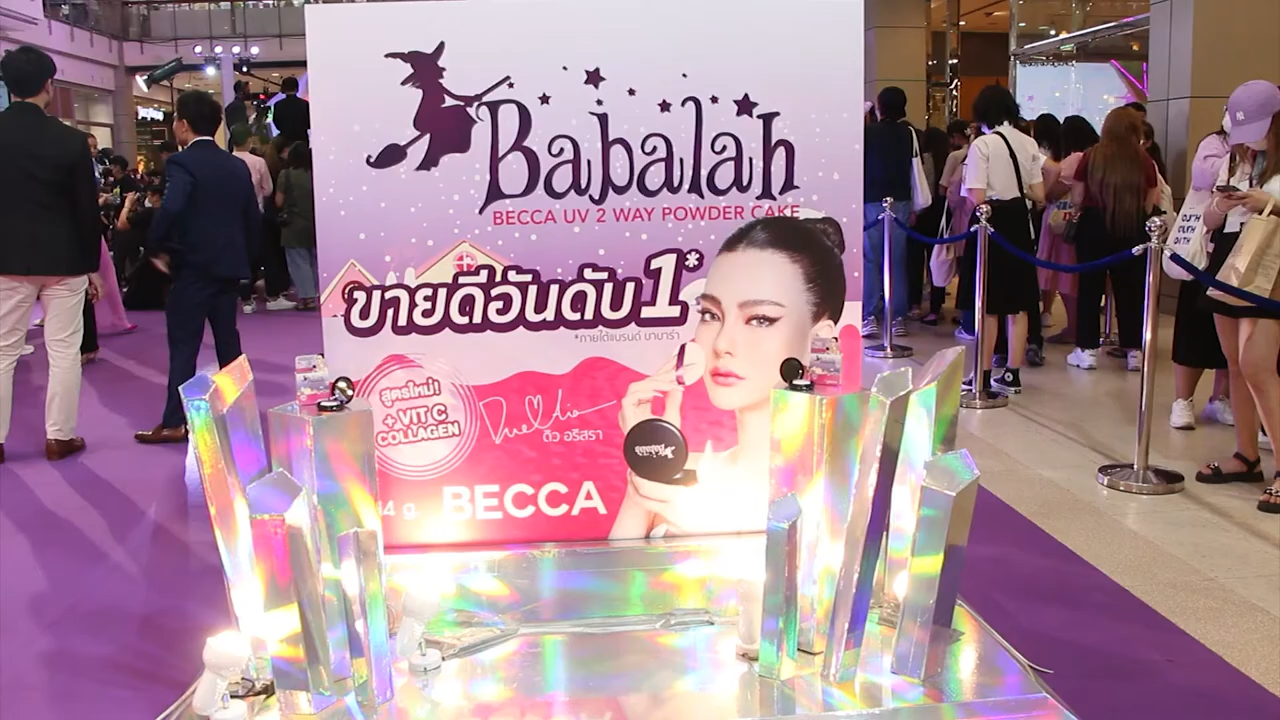 Babalah
BECCA UV 2 WAY POWDER CAKE
ขายดีอันดับ 1*
*ภายใต้แบรนด์ บาบาร่า
สูตรใหม่!
+ VIT C
COLLAGEN
ดิว อริสรา
14 g. BECCA